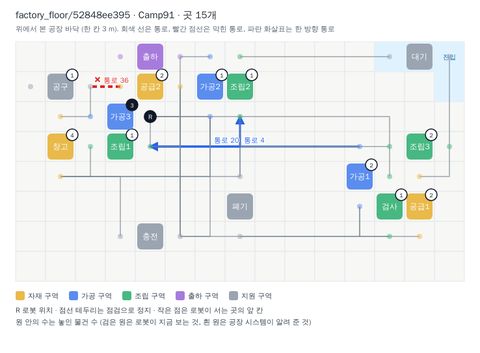 factory_floor/52848ee395 · Camp91 · 곳 15개
위에서 본 공장 바닥 (한 칸 3 m). 회색 선은 통로, 빨간 점선은 막힌 통로, 파란 화살표는 한 방향 통로
출하
대기
진입
공구 1
✖ 통로 36
공급2 2
가공2 2
조립2 1
가공3 3
R
창고 4
조립1 1
통로 20
통로 4
조립3 2
가공1 2
검사 1
공급1 2
폐기
충전
자재 구역
가공 구역
조립 구역
출하 구역
지원 구역
R 로봇 위치 · 점선 테두리는 점검으로 정지 · 작은 점은 로봇이 서는 곳의 앞 칸
원 안의 수는 놓인 물건 수 (검은 원은 로봇이 지금 보는 것, 흰 원은 공장 시스템이 알려 준 것)